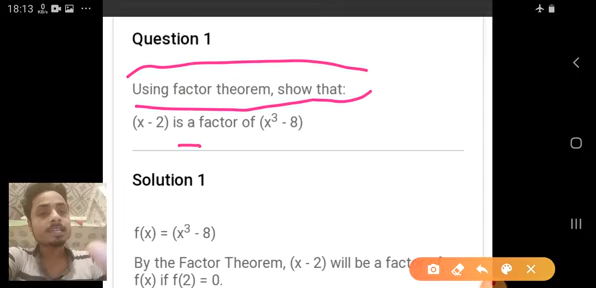 18:13
Question 1
Using factor theorem, show that:
(x - 2) is a factor of (x³ - 8)
Solution 1
f(x) = (x³ - 8)
By the Factor Theorem, (x - 2) will be a
f(x) if f(2) = 0.